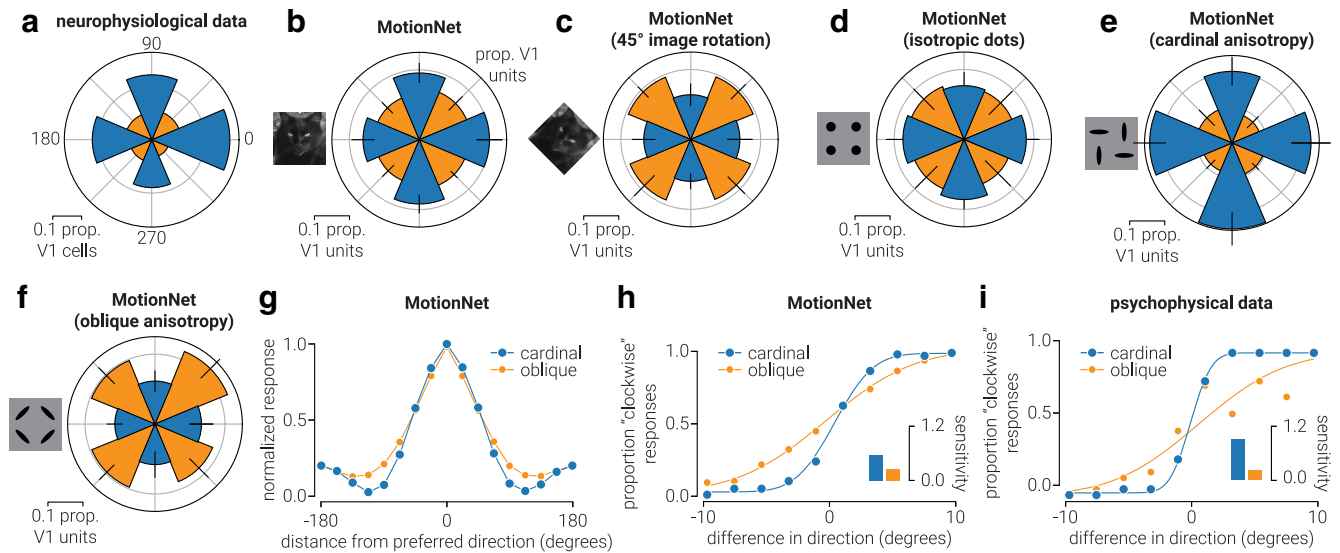 a
neurophysiological data
90
180
0
270
0.1 prop.
V1 cells
b
MotionNet
prop. V1
units
0.1 prop.
V1 units
c
MotionNet
(45° image rotation)
0.1 prop.
V1 units
d
MotionNet
(isotropic dots)
0.1 prop.
V1 units
e
MotionNet
(cardinal anisotropy)
0.1 prop.
V1 units
f
MotionNet
(oblique anisotropy)
0.1 prop.
V1 units
g
MotionNet
normalized response
1.0
0.5
0.0
cardinal
oblique
-180
0
180
distance from preferred direction (degrees)
h
MotionNet
proportion “clockwise”
responses
1.0
0.5
0.0
cardinal
oblique
1.2
0.0
sensitivity
-10
0
10
difference in direction (degrees)
i
psychophysical data
proportion “clockwise”
responses
1.0
0.5
0.0
cardinal
oblique
1.2
0.0
sensitivity
-10
0
10
difference in direction (degrees)